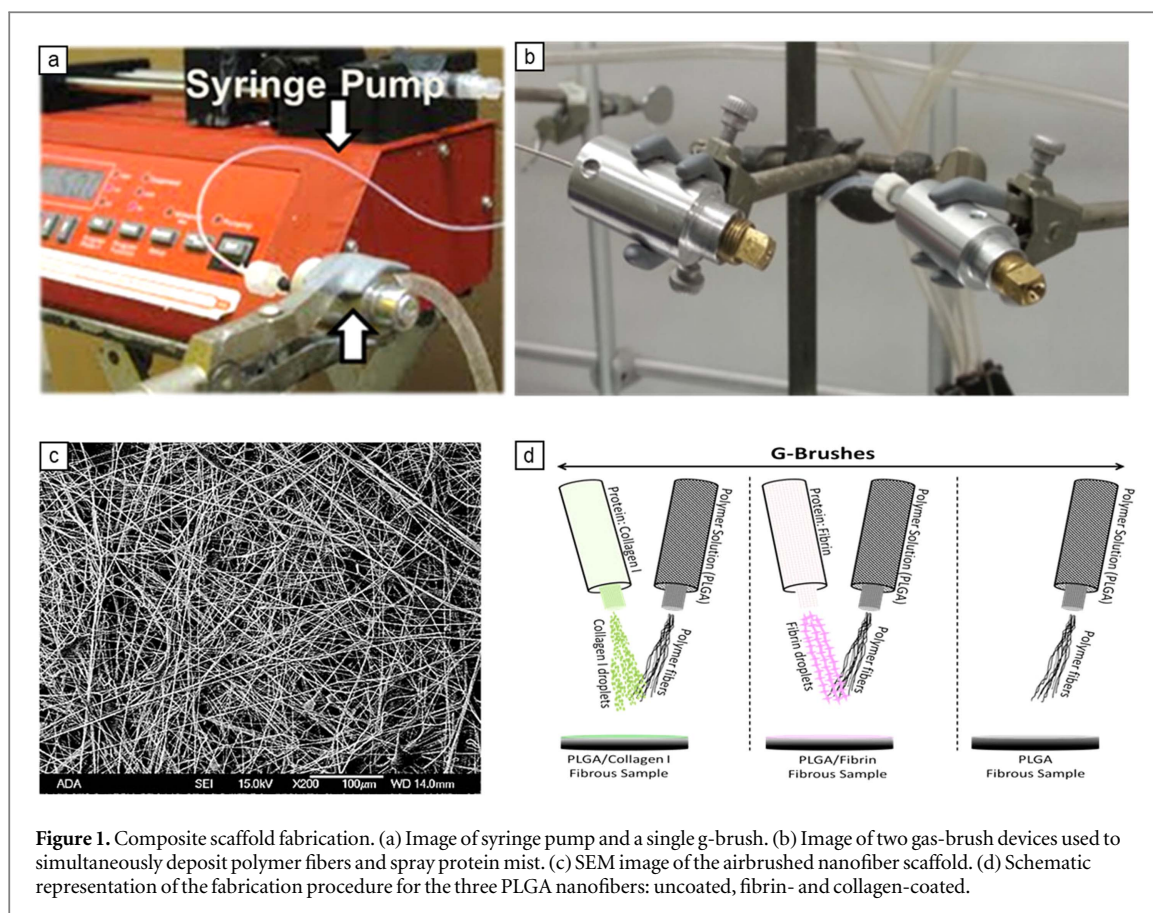 a
Syringe Pump
b
c
ADA SEI 15.0kV X200 100µm WD 14.0mm
d
G-Brushes
Protein: Collagen I
Polymer Solution (PLGA)
Collagen I droplets
Polymer fibers
PLGA/Collagen I
Fibrous Sample
Protein: Fibrin
Polymer Solution (PLGA)
Fibrin droplets
Polymer fibers
PLGA/Fibrin
Fibrous Sample
Polymer Solution (PLGA)
Polymer fibers
PLGA
Fibrous Sample
Figure 1. Composite scaffold fabrication. (a) Image of syringe pump and a single g-brush. (b) Image of two gas-brush devices used to
simultaneously deposit polymer fibers and spray protein mist. (c) SEM image of the airbrushed nanofiber scaffold. (d) Schematic
representation of the fabrication procedure for the three PLGA nanofibers: uncoated, fibrin- and collagen-coated.